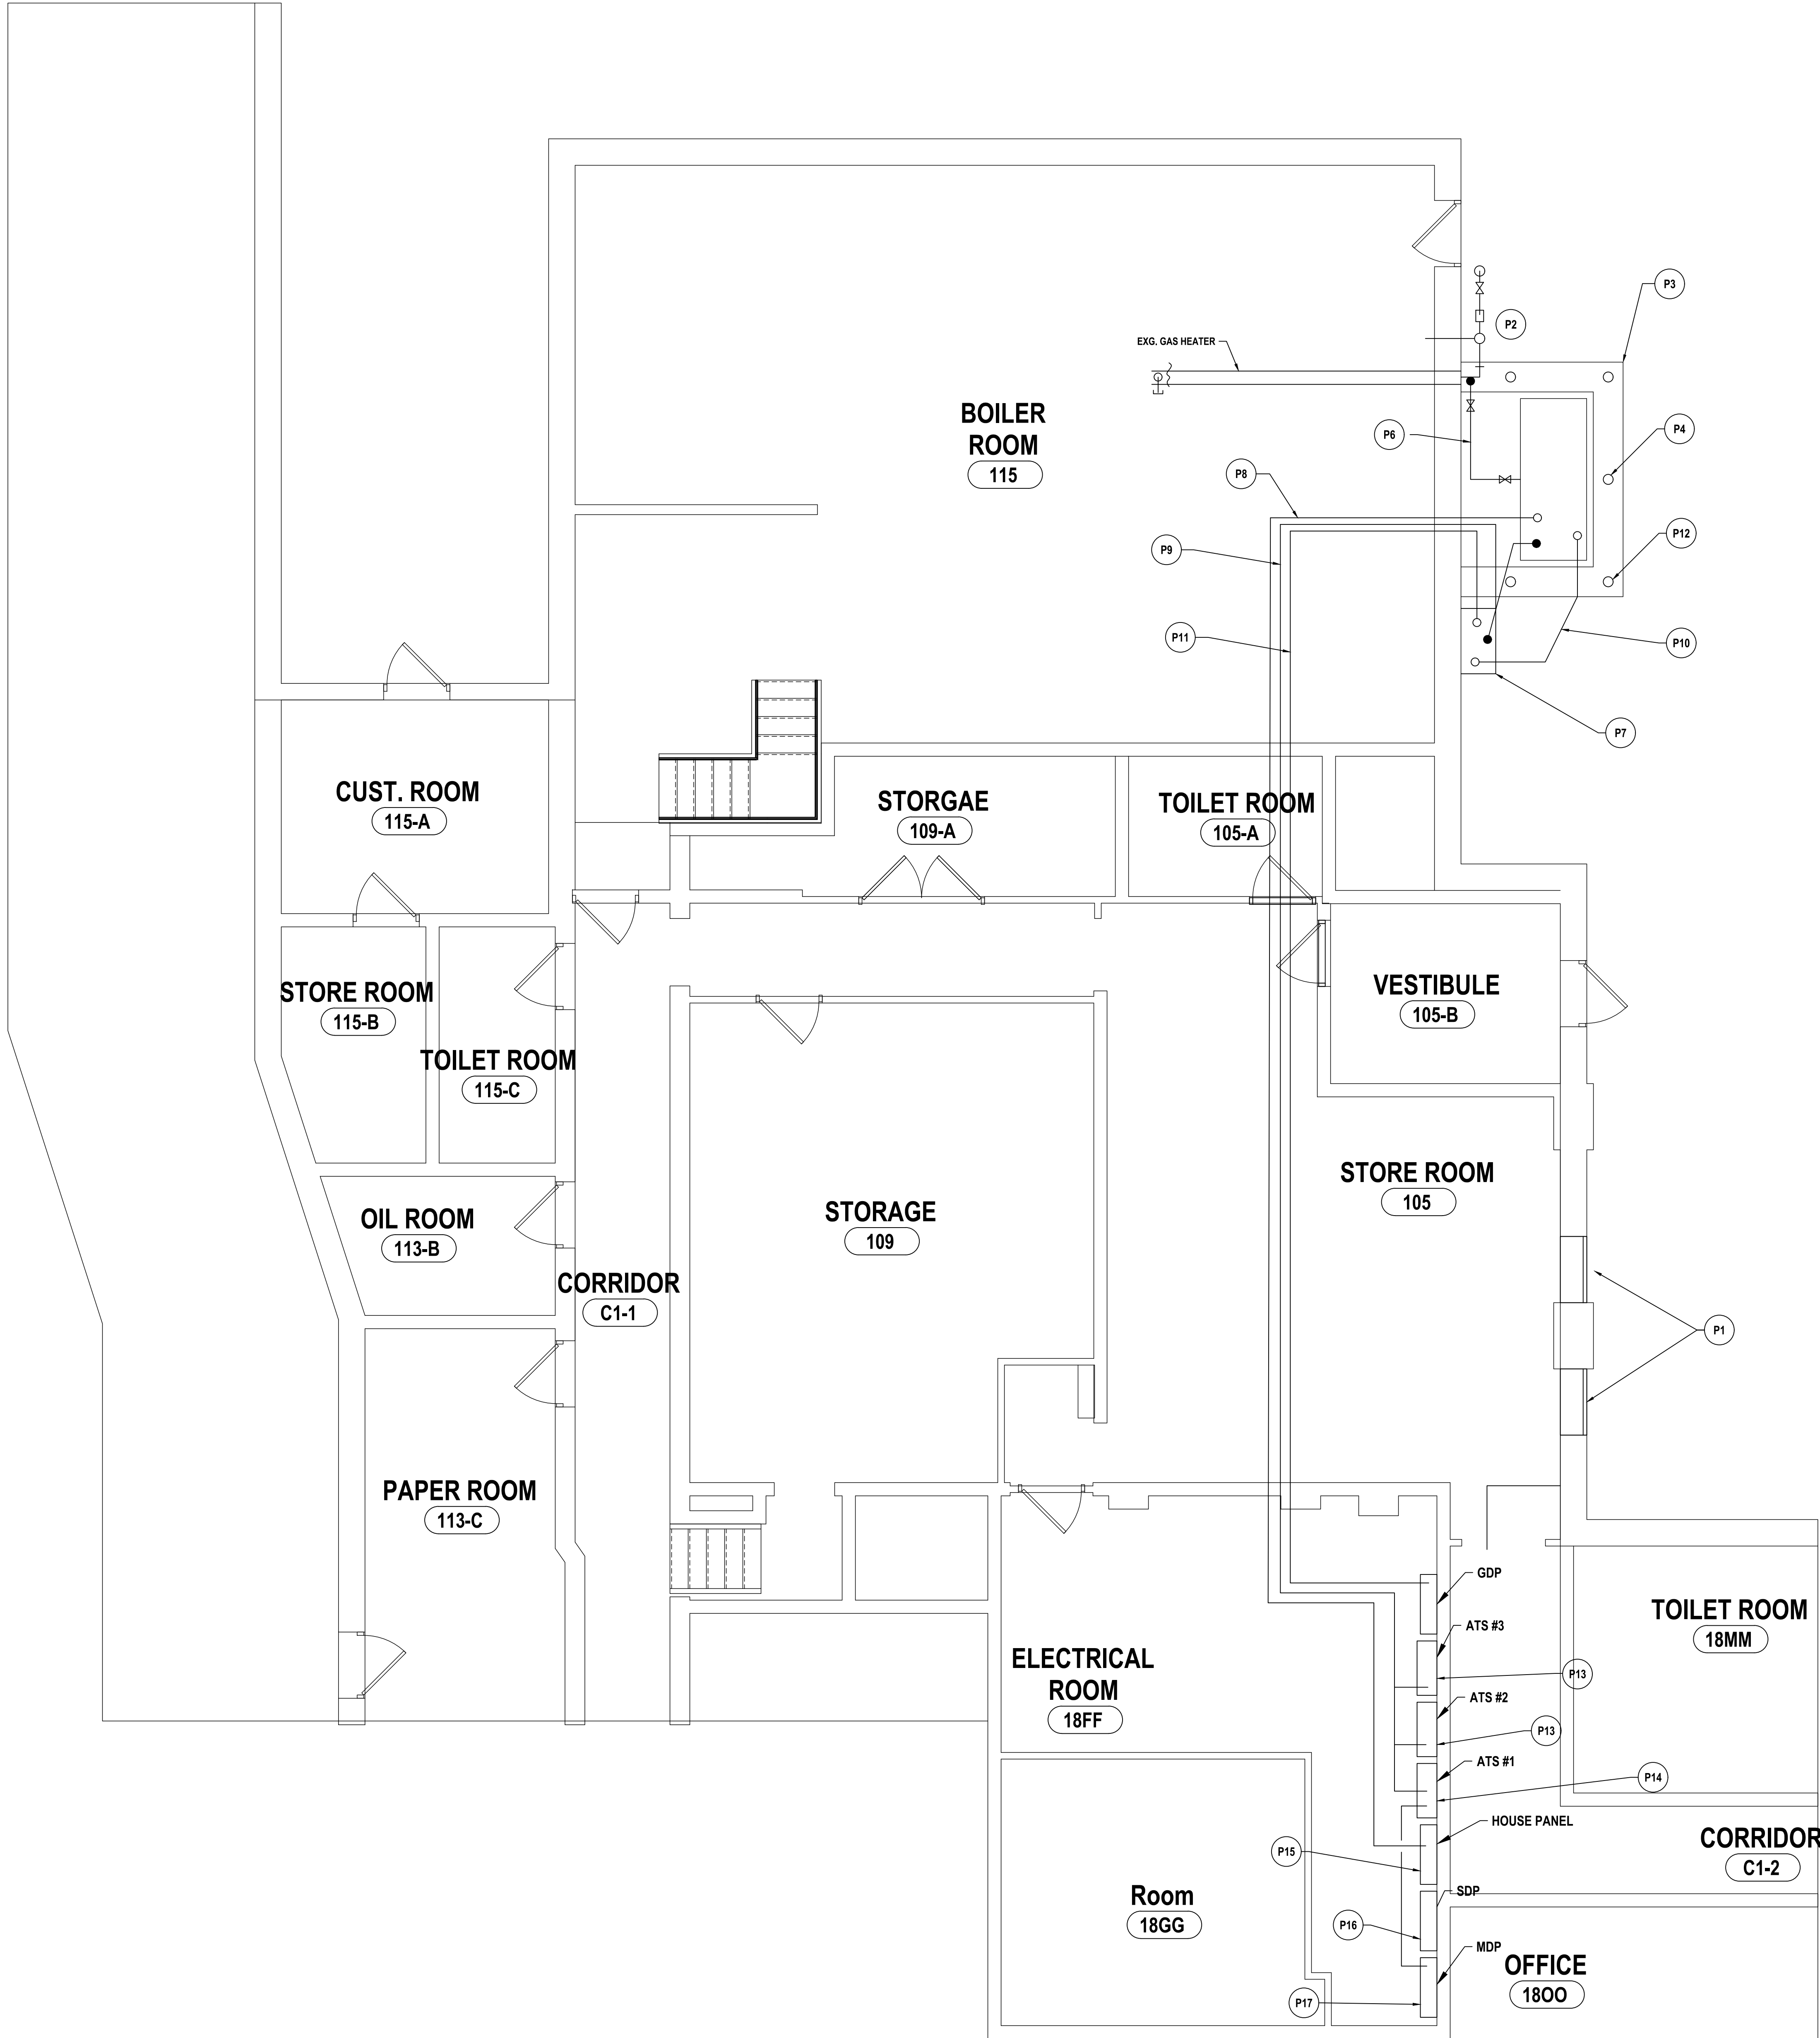 P3
P2
EXG. GAS HEATER
BOILER
ROOM
115
P6
P4
P8
P9
P12
P11
P10
P7
CUST. ROOM
115-A
STORGAE
109-A
TOILET ROOM
105-A
STORE ROOM
115-B
VESTIBULE
105-B
TOILET ROOM
115-C
STORE ROOM
105
OIL ROOM
113-B
STORAGE
109
CORRIDOR
C1-1
P1
PAPER ROOM
113-C
GDP
TOILET ROOM
18MM
ATS #3
ELECTRICAL
ROOM
18FF
P13
ATS #2
P13
ATS #1
P14
HOUSE PANEL
CORRIDOR
C1-2
P15
SDP
Room
18GG
P16
MDP
OFFICE
18OO
P17